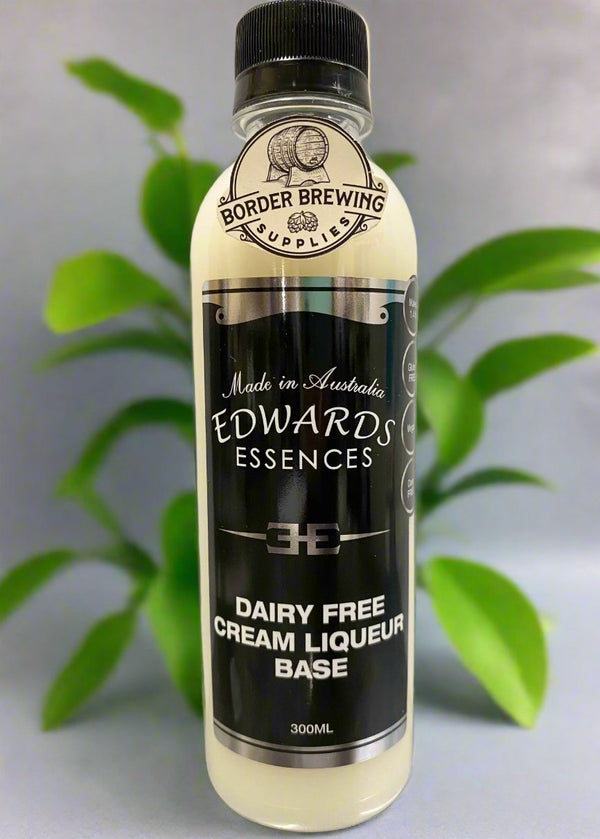 BORDER BREWING
SUPPLIES
Made in Australia
EDWARDS
ESSENCES
DAIRY FREE
CREAM LIQUEUR
BASE
300ML